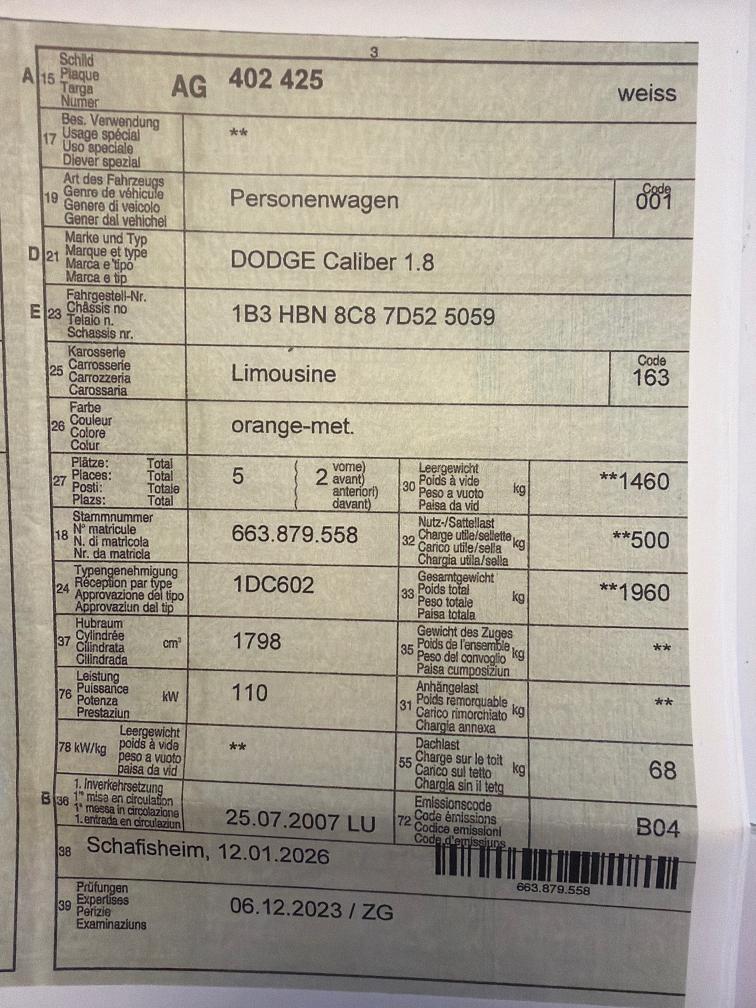 3
A 15 Schild
Plaque
Targa
Numer
AG 402 425 weiss
17 Bes. Verwendung
Usage spécial
Uso speciale
Diever spezial
**
19 Art des Fahrzeugs
Genre de véhicule
Genere di veicolo
Gener dal vehichel
Personenwagen
Code
001
D 21 Marke und Typ
Marque et type
Marca e tipo
Marca e tip
DODGE Caliber 1.8
E 23 Fahrgestell-Nr.
Châssis no
Telaio n.
Schassis nr.
1B3 HBN 8C8 7D52 5059
25 Karosserie
Carrosserie
Carrozzeria
Carossaria
Limousine
Code
163
26 Farbe
Couleur
Colore
Colur
orange-met.
27 Plätze: Total
Places: Total
Posti: Totale
Plazs: Total
5
2 vorne)
avant)
anteriori)
davant)
30 Leergewicht
Poids à vide
Peso a vuoto
Paisa da vid
kg
**1460
18 Stammnummer
N° matricule
N. di matricola
Nr. da matricla
663.879.558
32 Nutz-/Sattellast
Charge utile/sellette
Carico utile/sella
Chargia utila/sella
kg
**500
24 Typengenehmigung
Réception par type
Approvazione del tipo
Approvaziun dal tip
1DC602
33 Gesamtgewicht
Poids total
Peso totale
Paisa totala
kg
**1960
37 Hubraum
Cylindrée
Cilindrata
Cilindrada
cm³
1798
35 Gewicht des Zuges
Poids de l'ensemble
Peso del convoglio
Paisa cumposiziun
kg
**
76 Leistung
Puissance
Potenza
Prestaziun
kW
110
31 Anhängelast
Poids remorquable
Carico rimorchiato
Chargia annexa
kg
**
78 kW/kg Leergewicht
poids à vide
peso a vuoto
paisa da vid
**
55 Dachlast
Charge sur le toit
Carico sul tetto
Chargia sin il tetg
kg
68
B 36 1. Inverkehrsetzung
1re mise en circulation
1a messa in circolazione
1. entrada en circulaziun
25.07.2007 LU
72 Emissionscode
Code émissions
Codice emissioni
Code d'emissiuns
B04
38 Schafisheim, 12.01.2026
663.879.558
39 Prüfungen
Expertises
Perizie
Examinaziuns
06.12.2023 / ZG